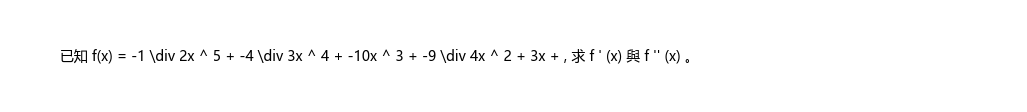 已知 f(x) = -1 \div 2x ^ 5 + -4 \div 3x ^ 4 + -10x ^ 3 + -9 \div 4x ^ 2 + 3x + , 求 f ' (x) 與 f '' (x) 。